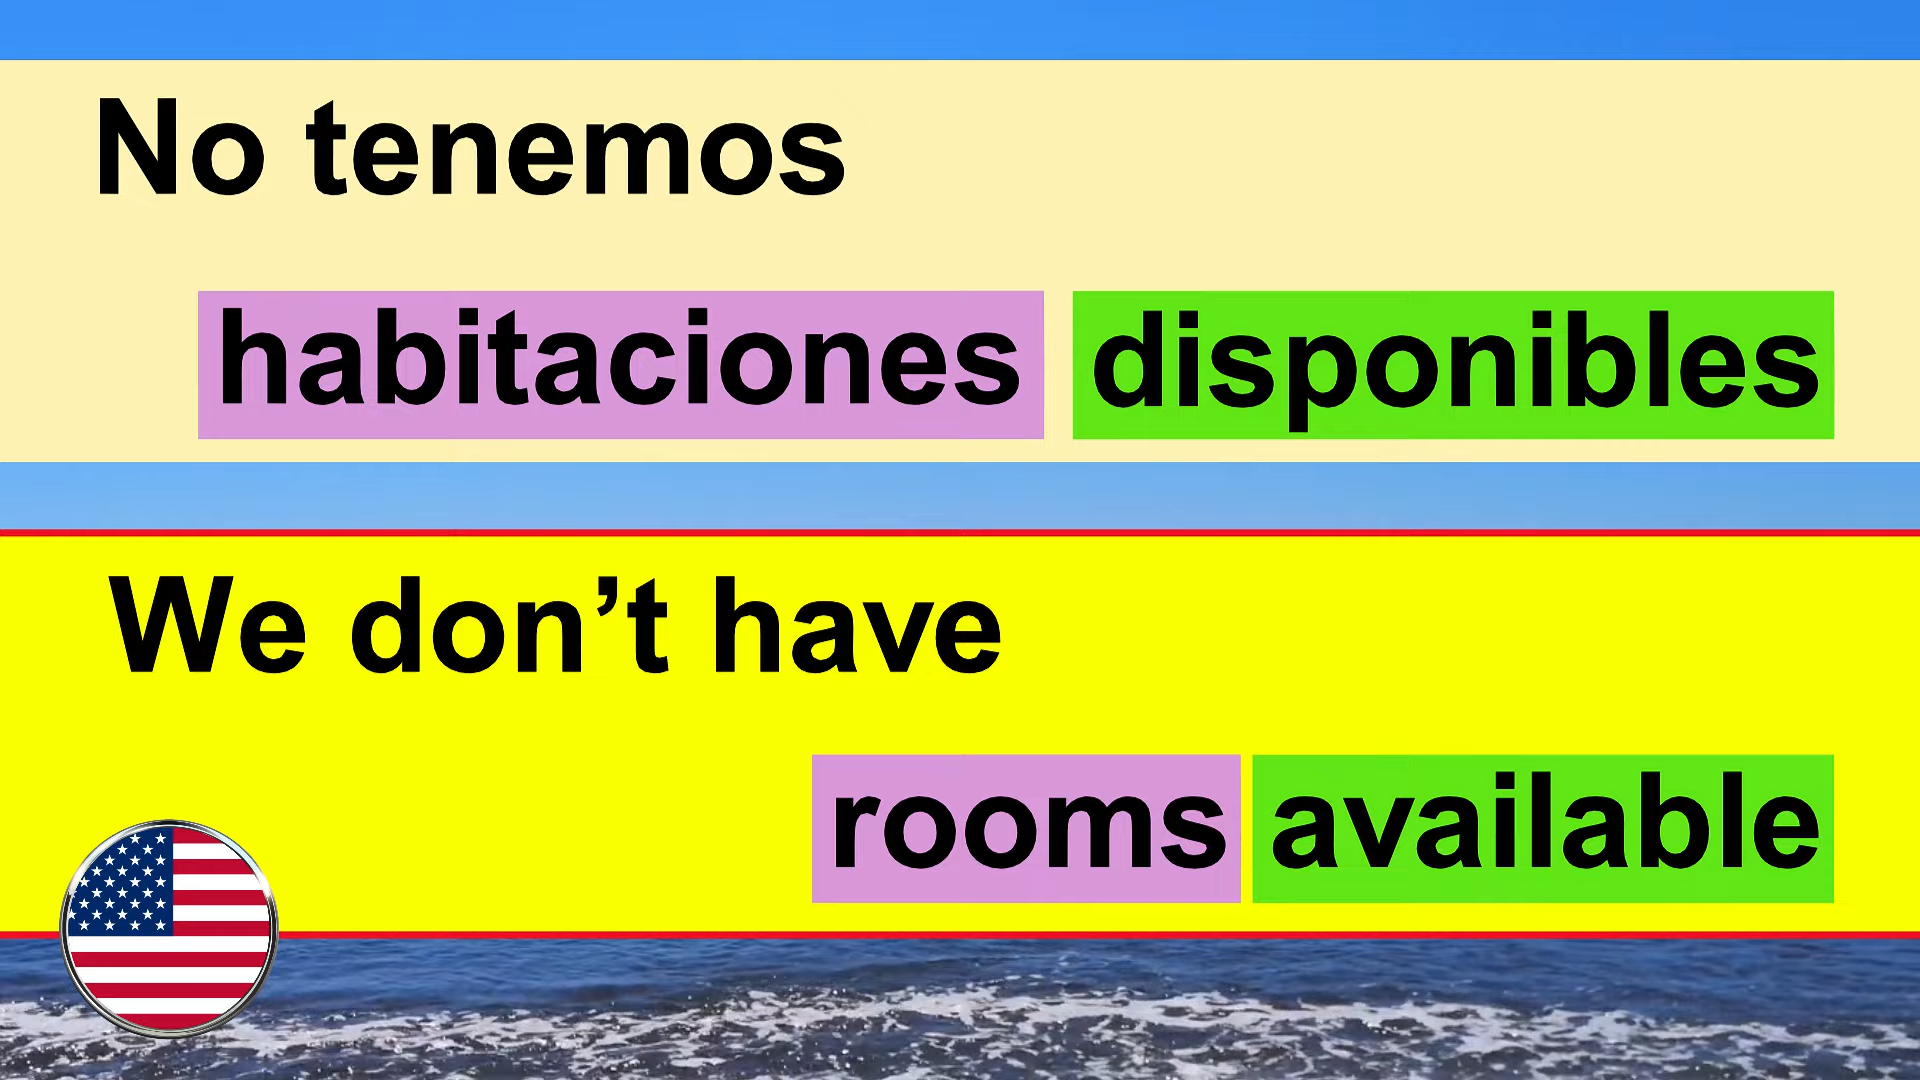 No tenemos
habitaciones disponibles
We don’t have
rooms available